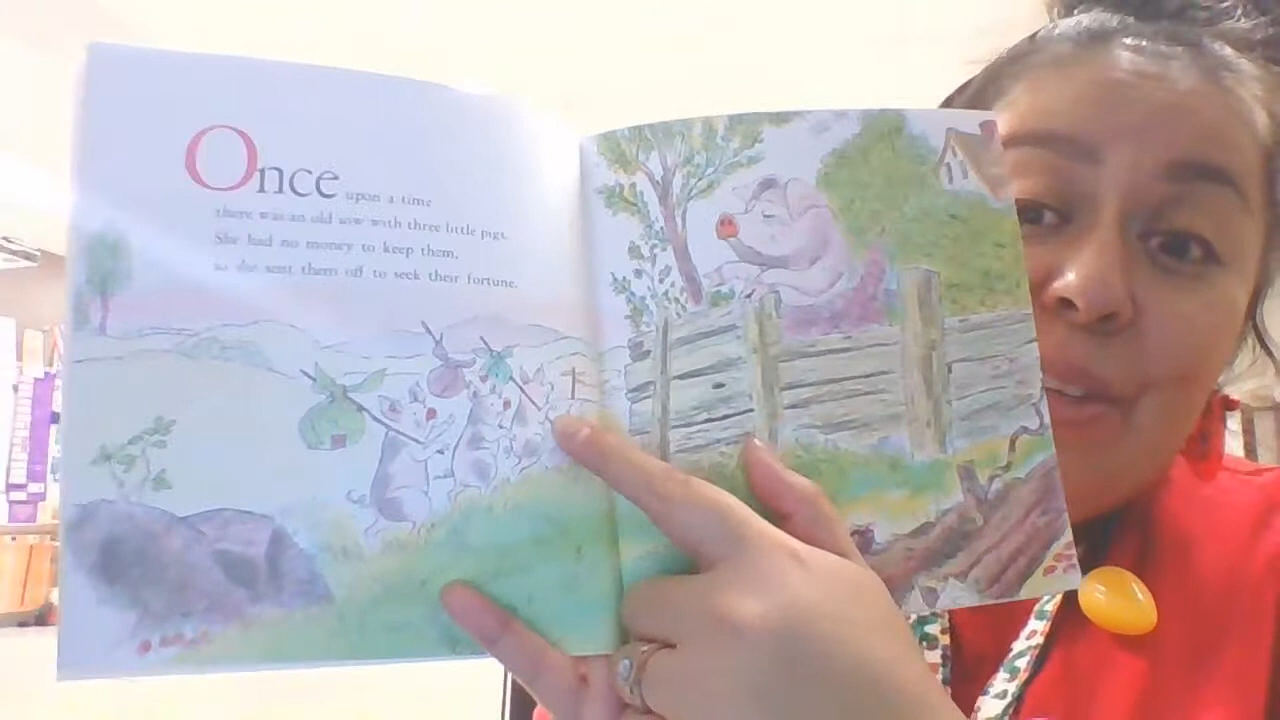 Once upon a time
there was an old sow with three little pigs.
She had no money to keep them,
so she sent them off to seek their fortune.